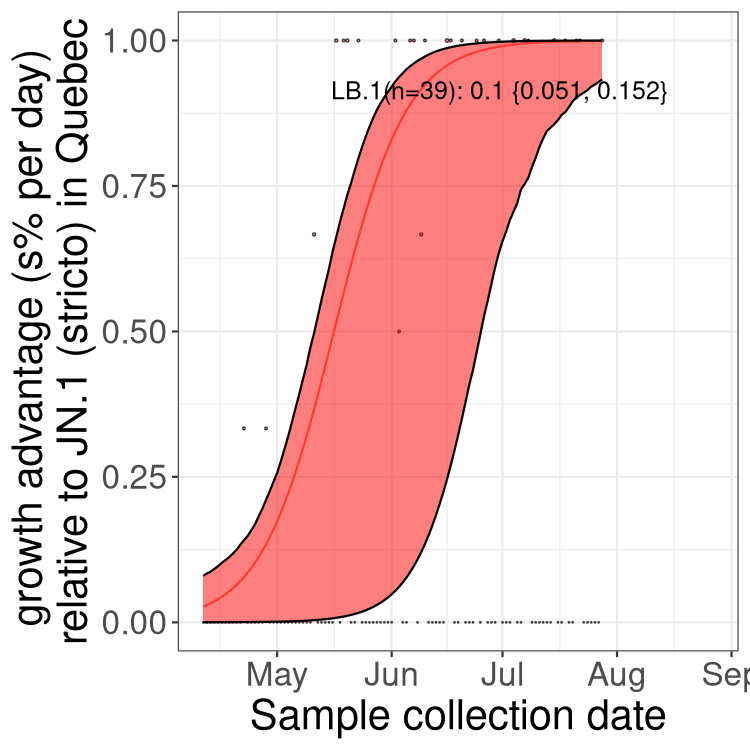 growth advantage (s% per day)
relative to JN.1 (stricto) in Quebec
1.00
0.75
0.50
0.25
0.00
LB.1(n=39): 0.1 {0.051, 0.152}
May Jun Jul Aug Sep
Sample collection date